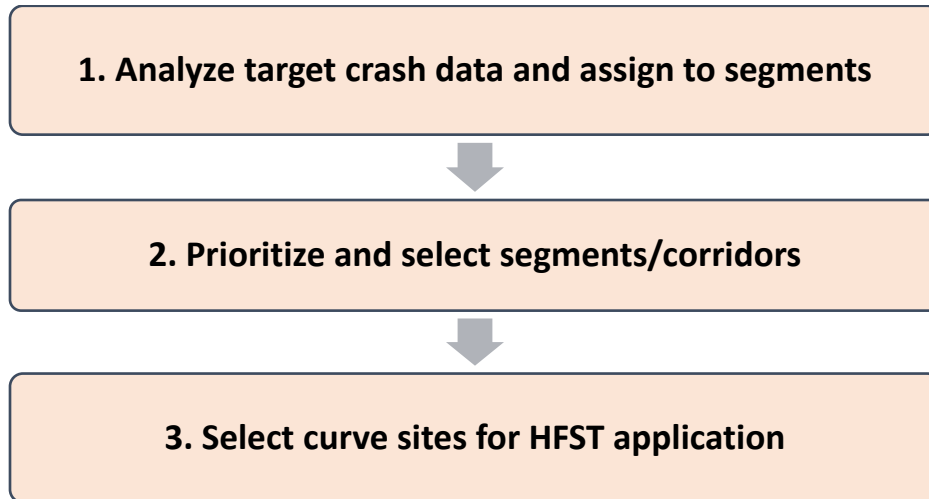 1. Analyze target crash data and assign to segments
2. Prioritize and select segments/corridors
3. Select curve sites for HFST application